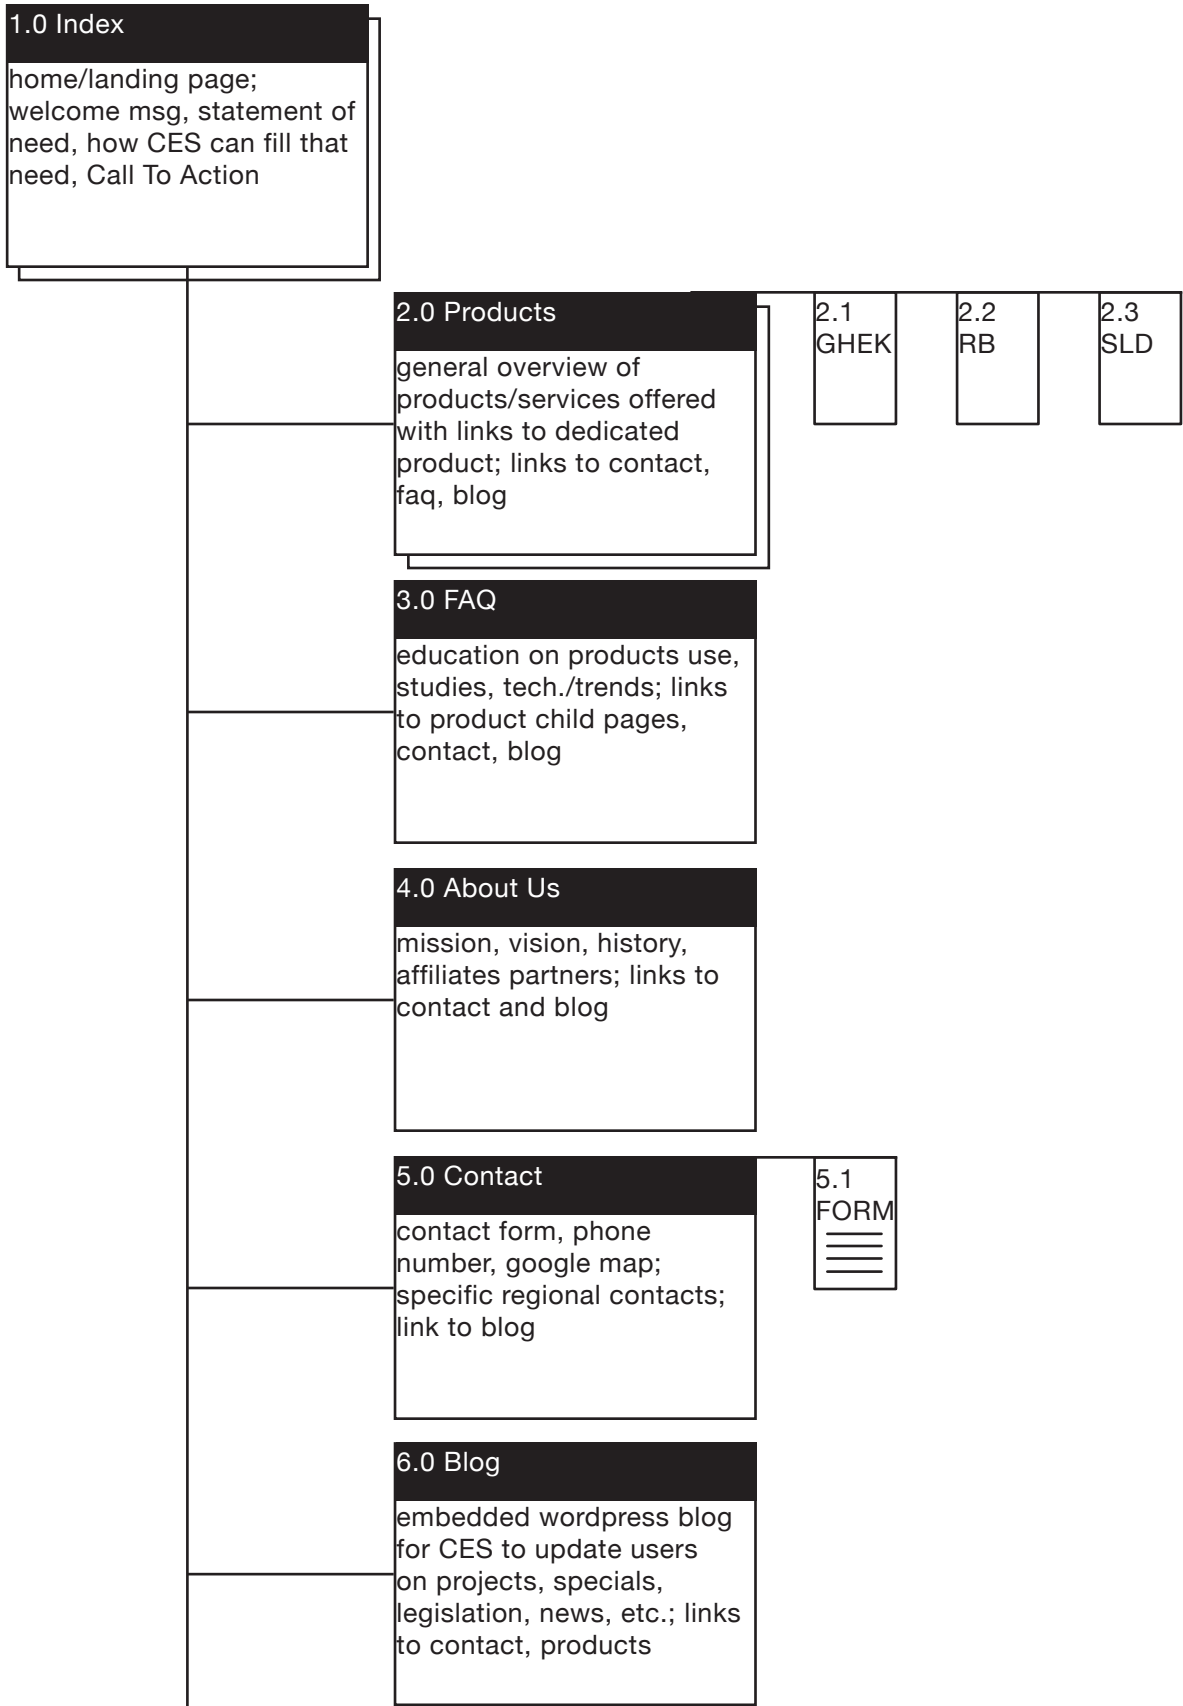 1.0 Index
home/landing page;
welcome msg, statement of
need, how CES can fill that
need, Call To Action
2.0 Products
general overview of
products/services offered
with links to dedicated
product; links to contact,
faq, blog
2.1
GHEK
2.2
RB
2.3
SLD
3.0 FAQ
education on products use,
studies, tech./trends; links
to product child pages,
contact, blog
4.0 About Us
mission, vision, history,
affiliates partners; links to
contact and blog
5.0 Contact
contact form, phone
number, google map;
specific regional contacts;
link to blog
5.1
FORM
6.0 Blog
embedded wordpress blog
for CES to update users
on projects, specials,
legislation, news, etc.; links
to contact, products